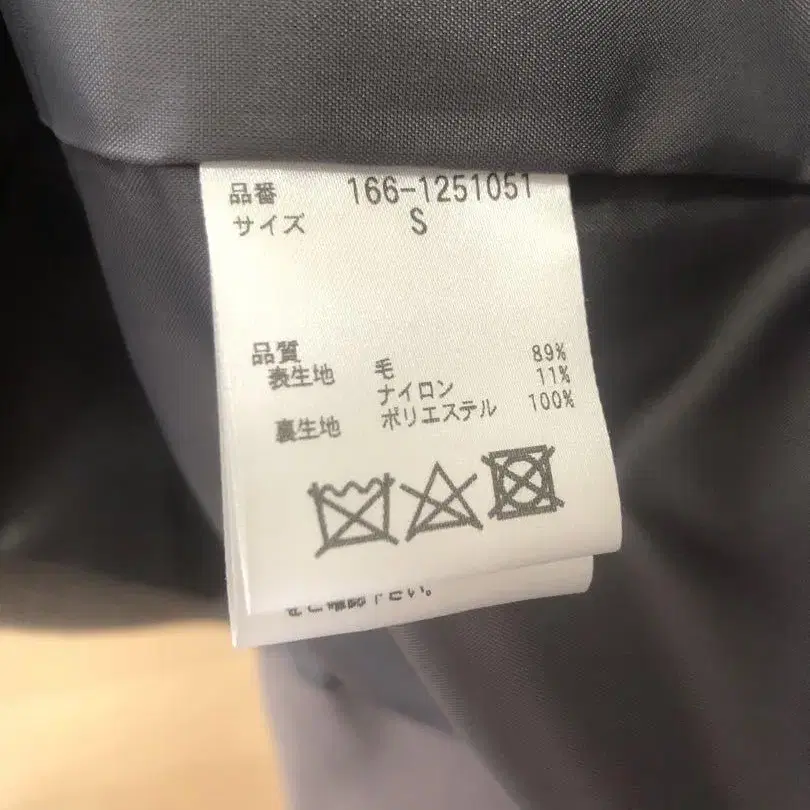 品番 166-1251051
サイズ S
品質
表生地 毛 89%
ナイロン 11%
裏生地 ポリエステル 100%